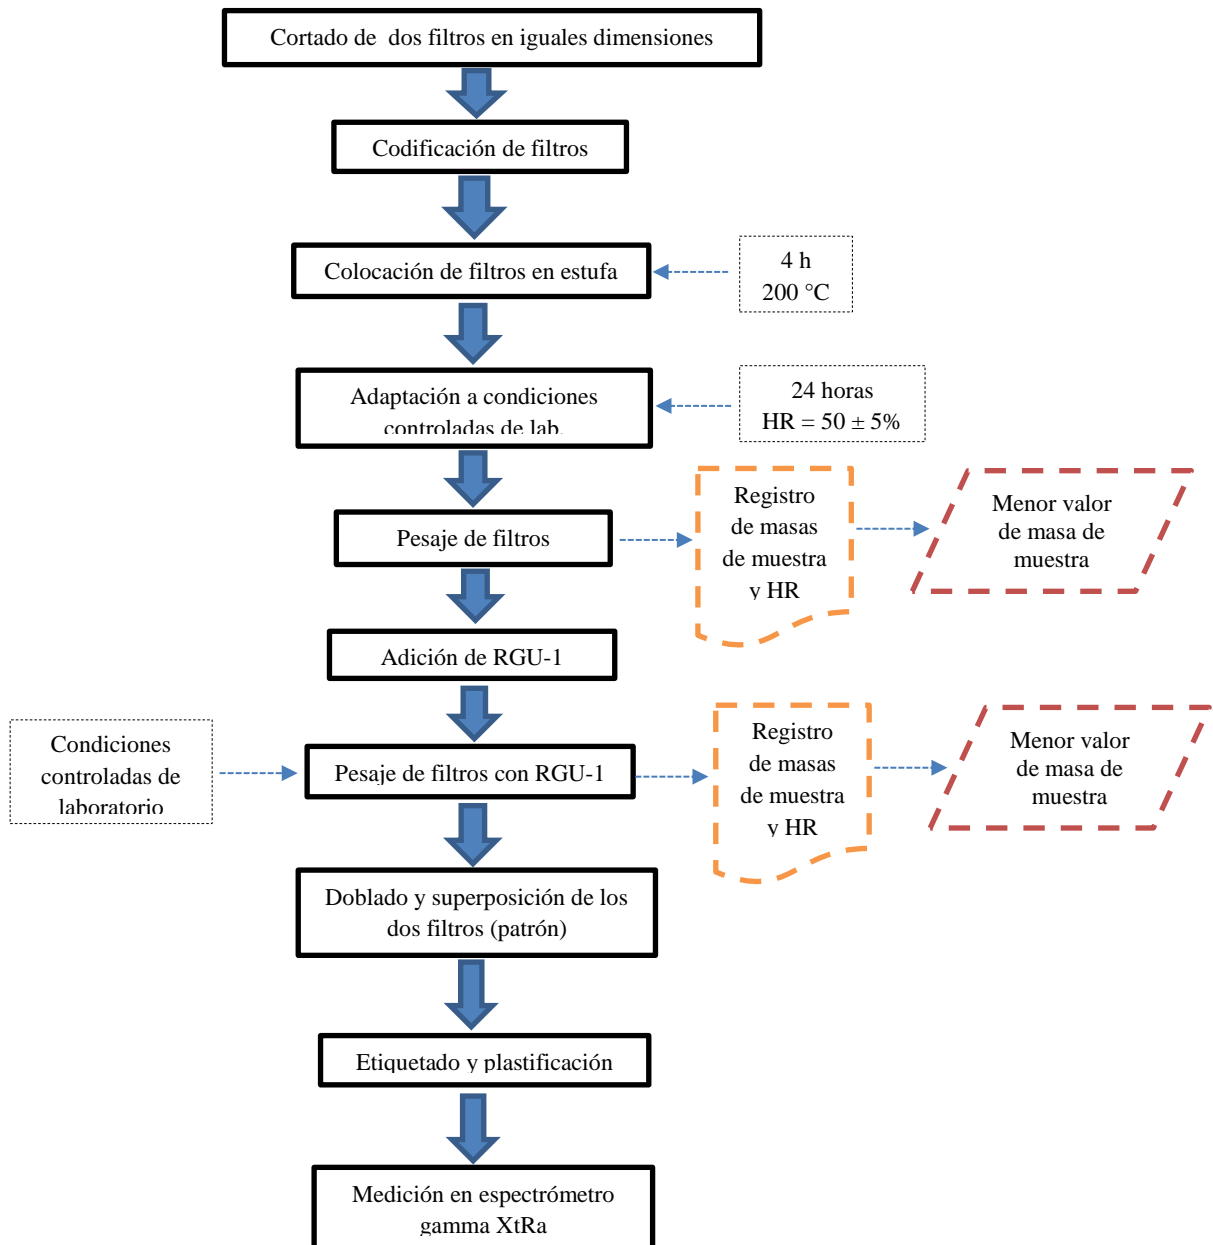 Cortado de dos filtros en iguales dimensiones
Codificación de filtros
Colocación de filtros en estufa
4 h
200 °C
Adaptación a condiciones
controladas de lab.
24 horas
HR = 50 ± 5%
Pesaje de filtros
Registro
de masas
de muestra
y HR
Menor valor
de masa de
muestra
Adición de RGU-1
Condiciones
controladas de
laboratorio
Pesaje de filtros con RGU-1
Registro
de masas
de muestra
y HR
Menor valor
de masa de
muestra
Doblado y superposición de los
dos filtros (patrón)
Etiquetado y plastificación
Medición en espectrómetro
gamma XtRa